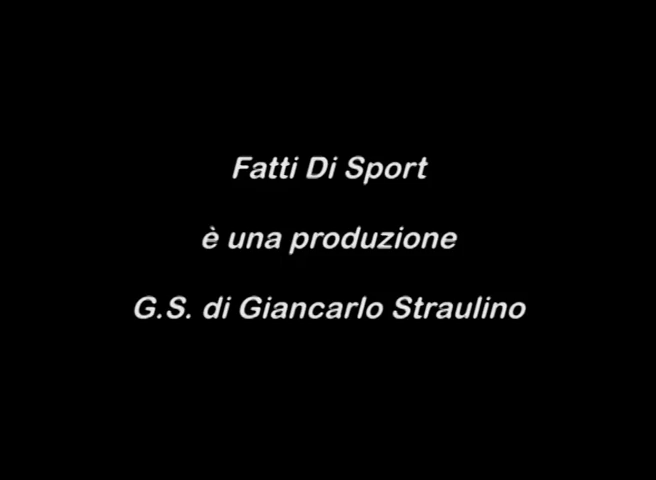 Fatti Di Sport
è una produzione
G.S. di Giancarlo Straulino